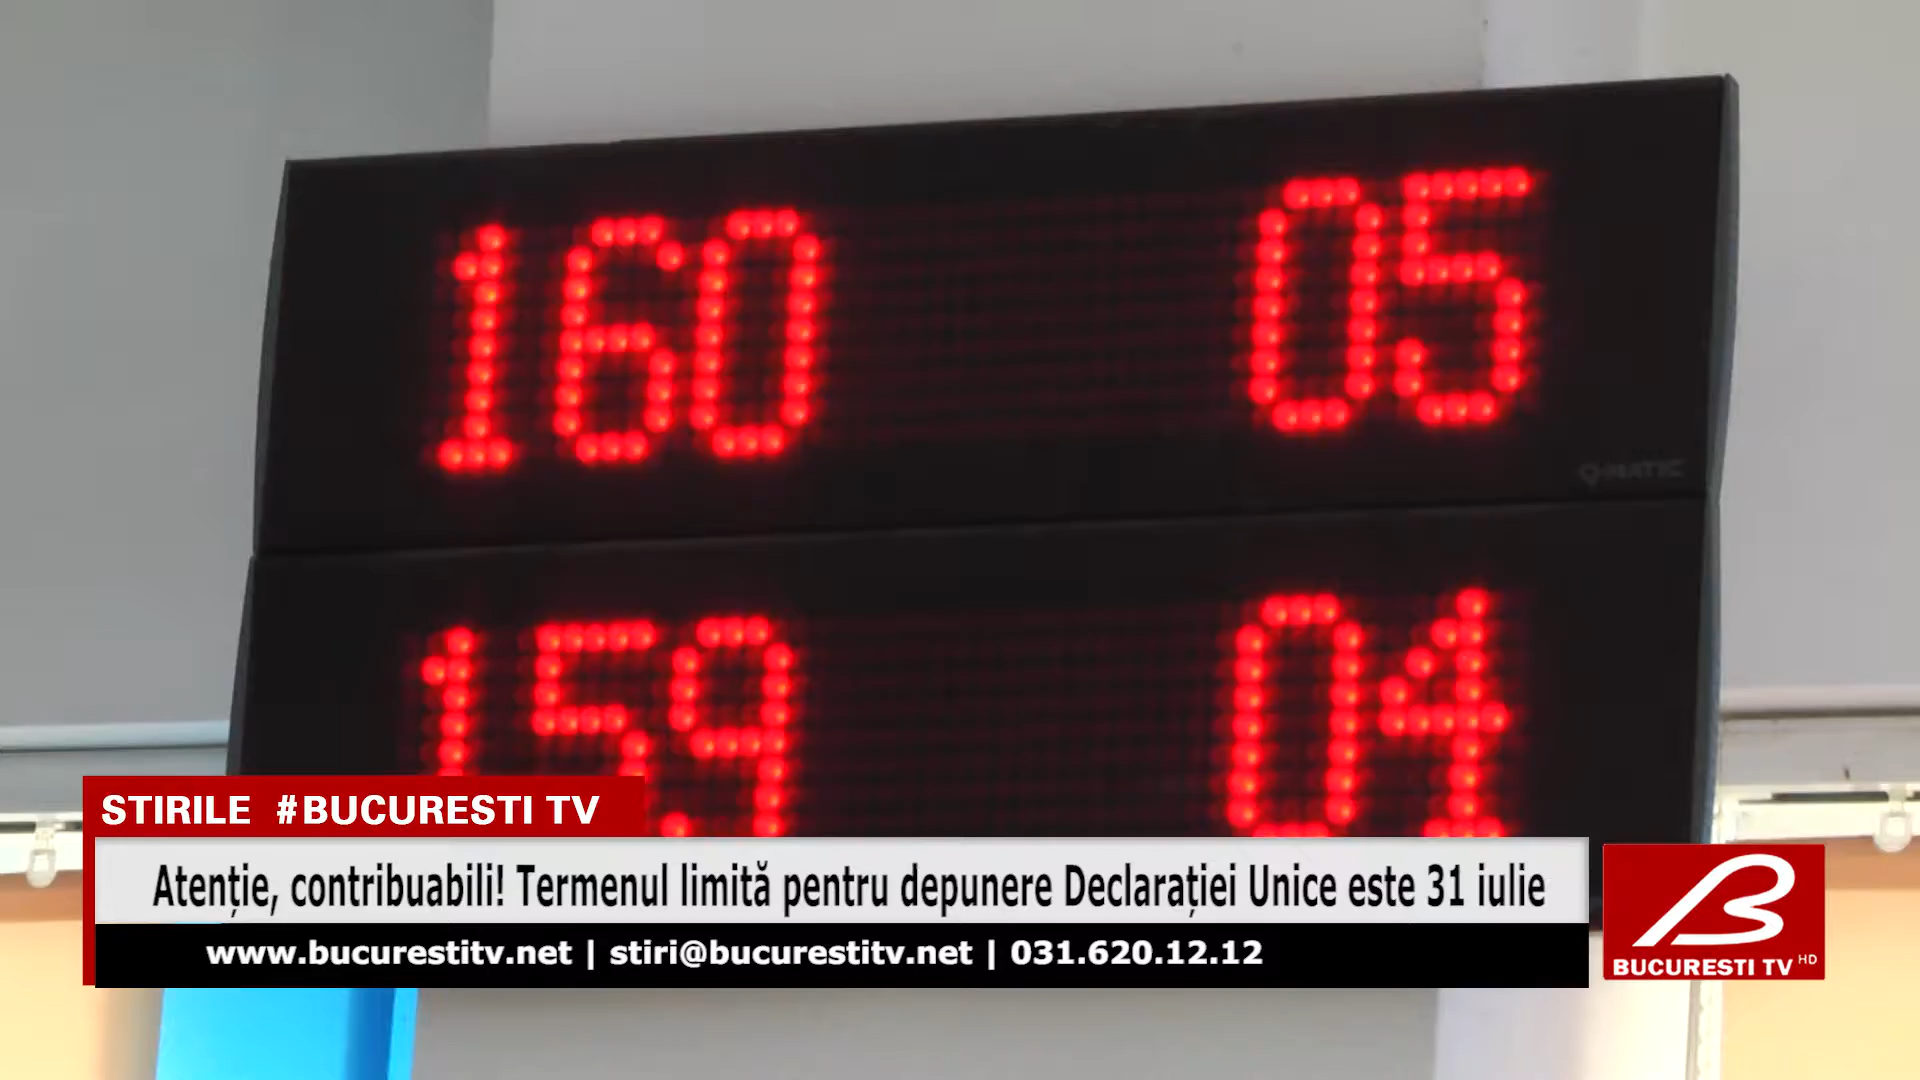 160 05
Q-MATIC
159 04
STIRILE #BUCURESTI TV
Atenție, contribuabili! Termenul limită pentru depunere Declarației Unice este 31 iulie
www.bucurestitv.net | stiri@bucurestitv.net | 031.620.12.12
B
BUCURESTI TV HD